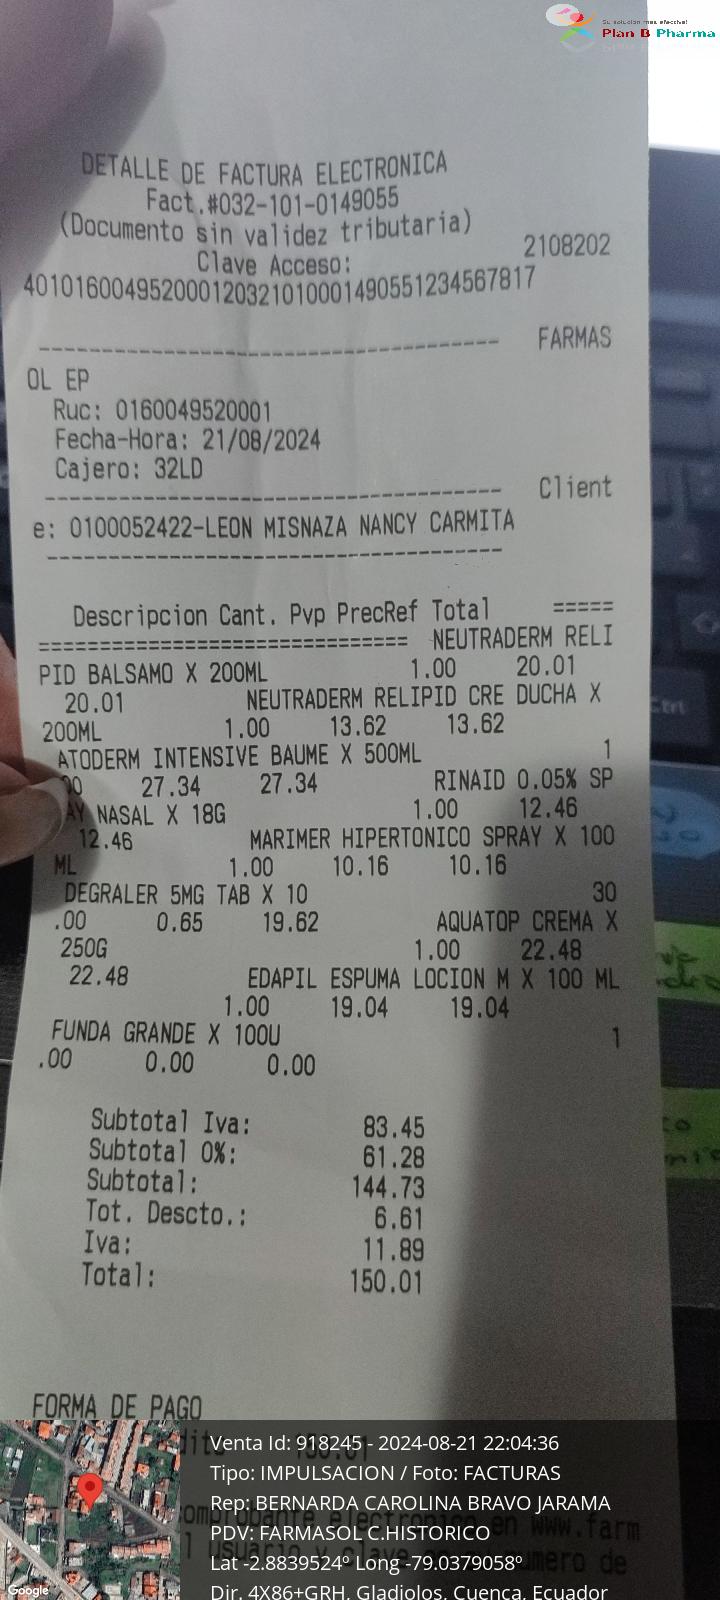 Su solución más efectiva!
Plan B Pharma
DETALLE DE FACTURA ELECTRONICA
Fact.#032-101-0149055
(Documento sin validez tributaria)
Clave Acceso: 2108202
401016004952000120321010001490551234567817
---------------------------------- FARMAS
OL EP
Ruc: 0160049520001
Fecha-Hora: 21/08/2024
Cajero: 32LD
---------------------------------- Client
e: 0100052422-LEON MISNAZA NANCY CARMITA
----------------------------------
Descripcion Cant. Pvp PrecRef Total =====
============================== NEUTRADERM RELI
PID BALSAMO X 200ML 1.00 20.01
20.01 NEUTRADERM RELIPID CRE DUCHA X
200ML 1.00 13.62 13.62
ATODERM INTENSIVE BAUME X 500ML 1
00 27.34 27.34 RINAID 0.05% SP
AY NASAL X 18G 1.00 12.46
12.46 MARIMER HIPERTONICO SPRAY X 100
ML 1.00 10.16 10.16
DEGRALER 5MG TAB X 10 30
.00 0.65 19.62 AQUATOP CREMA X
250G 1.00 22.48
22.48 EDAPIL ESPUMA LOCION M X 100 ML
1.00 19.04 19.04
FUNDA GRANDE X 100U 1
.00 0.00 0.00
Subtotal Iva: 83.45
Subtotal 0%: 61.28
Subtotal: 144.73
Tot. Descto.: 6.61
Iva: 11.89
Total: 150.01
FORMA DE PAGO
Venta Id: 918245 - 2024-08-21 22:04:36
Tipo: IMPULSACION / Foto: FACTURAS
Rep: BERNARDA CAROLINA BRAVO JARAMA
PDV: FARMASOL C.HISTORICO
Lat -2.8839524º Long -79.0379058º
Dir. 4X86+GRH, Gladiolos, Cuenca, Ecuador
Google
Ctrl